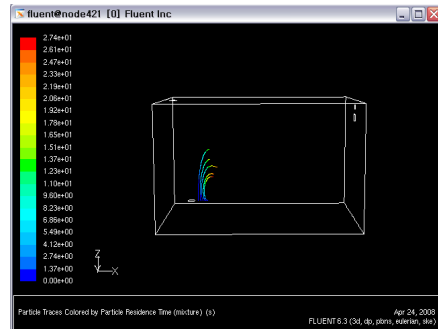 fluent@node421 [0] Fluent Inc
2.74e+01
2.61e+01
2.47e+01
2.33e+01
2.19e+01
2.06e+01
1.92e+01
1.78e+01
1.65e+01
1.51e+01
1.37e+01
1.23e+01
1.10e+01
9.60e+00
8.23e+00
6.86e+00
5.49e+00
4.12e+00
2.74e+00
1.37e+00
0.00e+00
Z
Y X
Particle Traces Colored by Particle Residence Time (mixture) (s)
Apr 24, 2008
FLUENT 6.3 (3d, dp, pbns, eulerian, ske)